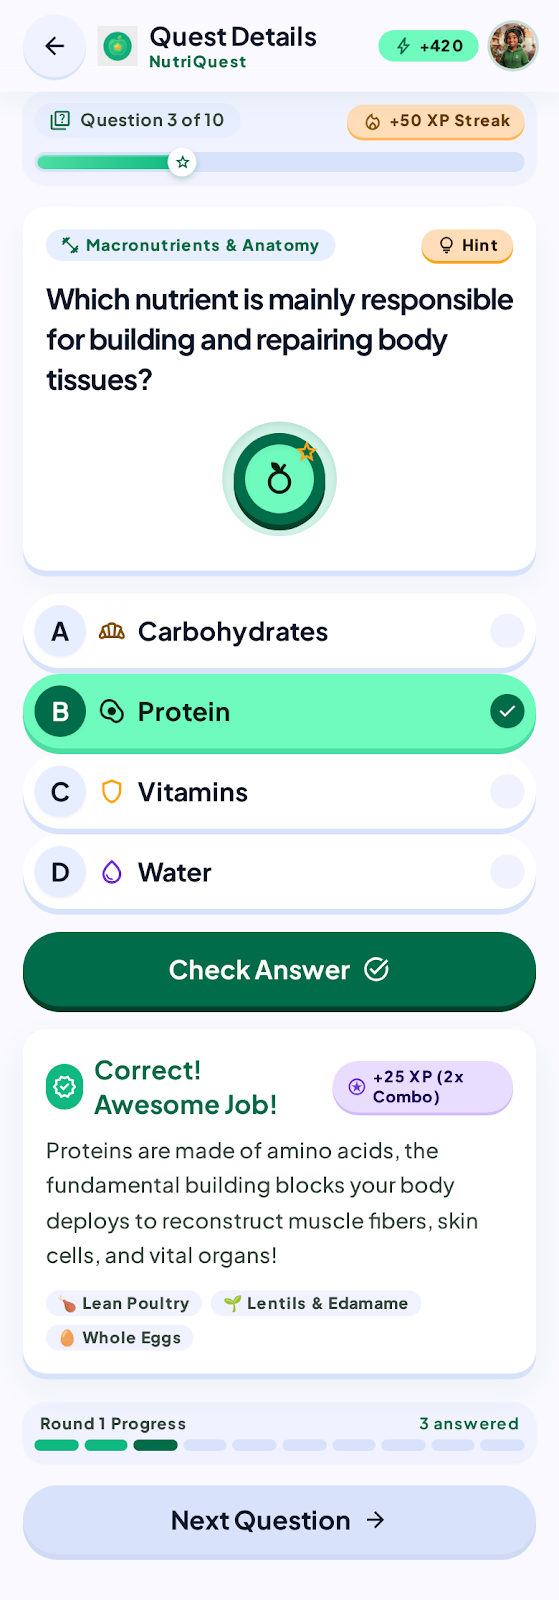 Quest Details
NutriQuest
+420
Question 3 of 10
+50 XP Streak
Macronutrients & Anatomy
Hint
Which nutrient is mainly responsible
for building and repairing body
tissues?
A Carbohydrates
B Protein
C Vitamins
D Water
Check Answer
Correct!
Awesome Job!
+25 XP (2x
Combo)
Proteins are made of amino acids, the
fundamental building blocks your body
deploys to reconstruct muscle fibers, skin
cells, and vital organs!
Lean Poultry
Lentils & Edamame
Whole Eggs
Round 1 Progress
3 answered
Next Question